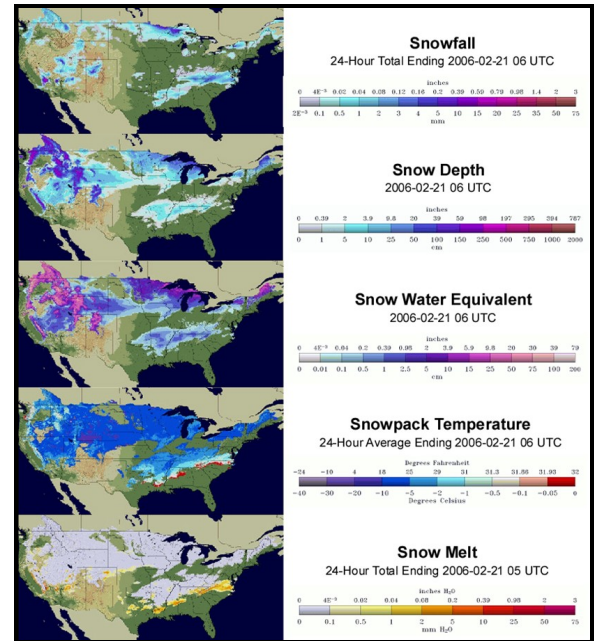 Snowfall
24-Hour Total Ending 2006-02-21 06 UTC
inches
0 4E⁻³ 0.02 0.04 0.08 0.12 0.16 0.2 0.39 0.59 0.79 0.98 1.4 2 3
2E⁻³ 0.1 0.5 1 2 3 4 5 10 15 20 25 35 50 75
mm
Snow Depth
2006-02-21 06 UTC
inches
0 0.39 2 3.9 9.8 20 39 59 98 197 295 394 787
0 1 5 10 25 50 100 150 250 500 750 1000 2000
cm
Snow Water Equivalent
2006-02-21 06 UTC
inches
0 4E⁻³ 0.04 0.2 0.39 0.98 2 3.9 5.9 9.8 20 30 39 79
0 0.01 0.1 0.5 1 2.5 5 10 15 25 50 75 100 200
cm
Snowpack Temperature
24-Hour Average Ending 2006-02-21 06 UTC
Degrees Fahrenheit
-24 -10 4 18 25 29 31 31.3 31.86 31.93 32
-40 -30 -20 -10 -5 -2 -1 -0.5 -0.1 -0.05 0
Degrees Celsius
Snow Melt
24-Hour Total Ending 2006-02-21 05 UTC
inches H₂O
0 4E⁻³ 0.02 0.04 0.08 0.2 0.39 0.98 2 3
0 0.1 0.5 1 2 5 10 25 50 75
mm H₂O